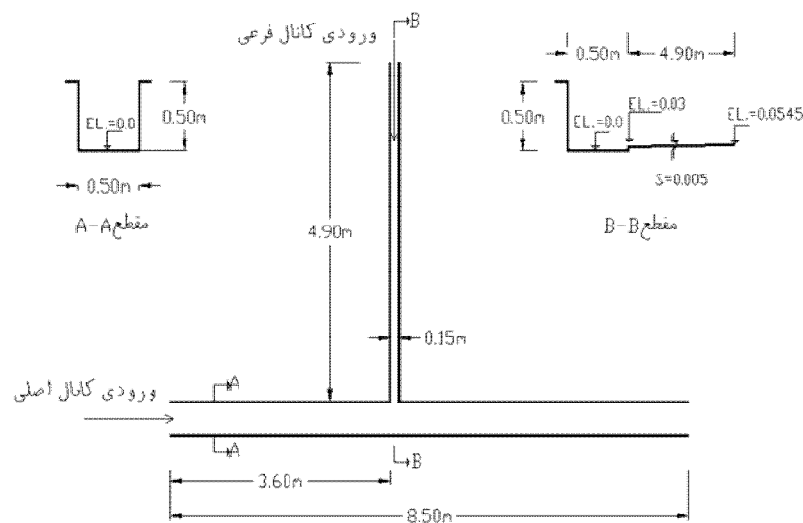 ورودی کانال فرعی
B
0.50m
4.90m
EL.=0.0
0.50m
0.50m
EL.=0.03
EL.=0.0
EL.=0.0545
S=0.005
0.50m
مقطع A-A
مقطع B-B
4.90m
0.15m
ورودی کانال اصلی
A
A
B
3.60m
8.50m